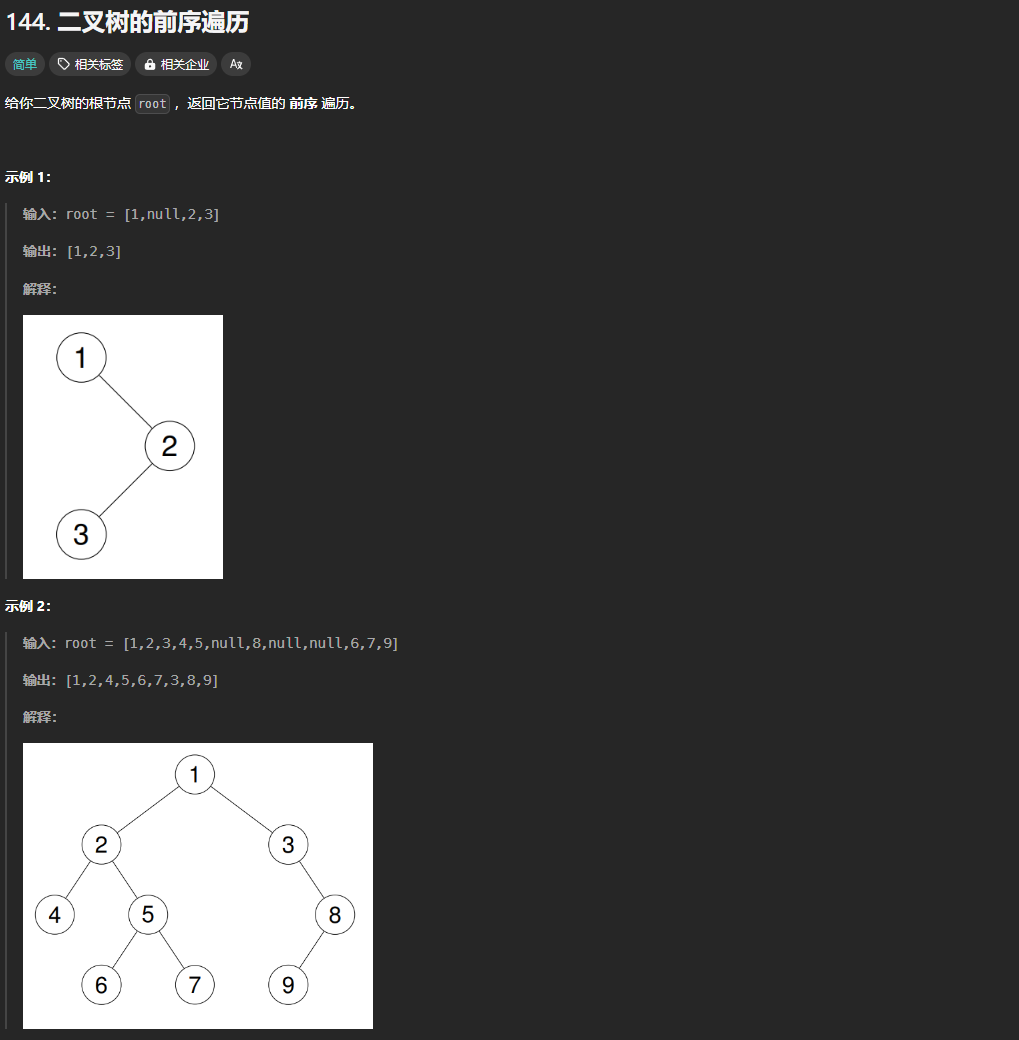 144. 二叉树的前序遍历
简单 相关标签 相关企业 Aあ
给你二叉树的根节点 root ，返回它节点值的 前序 遍历。
示例 1：
输入：root = [1,null,2,3]
输出：[1,2,3]
解释：
1
2
3
示例 2：
输入：root = [1,2,3,4,5,null,8,null,null,6,7,9]
输出：[1,2,4,5,6,7,3,8,9]
解释：
1
2 3
4 5 8
6 7 9